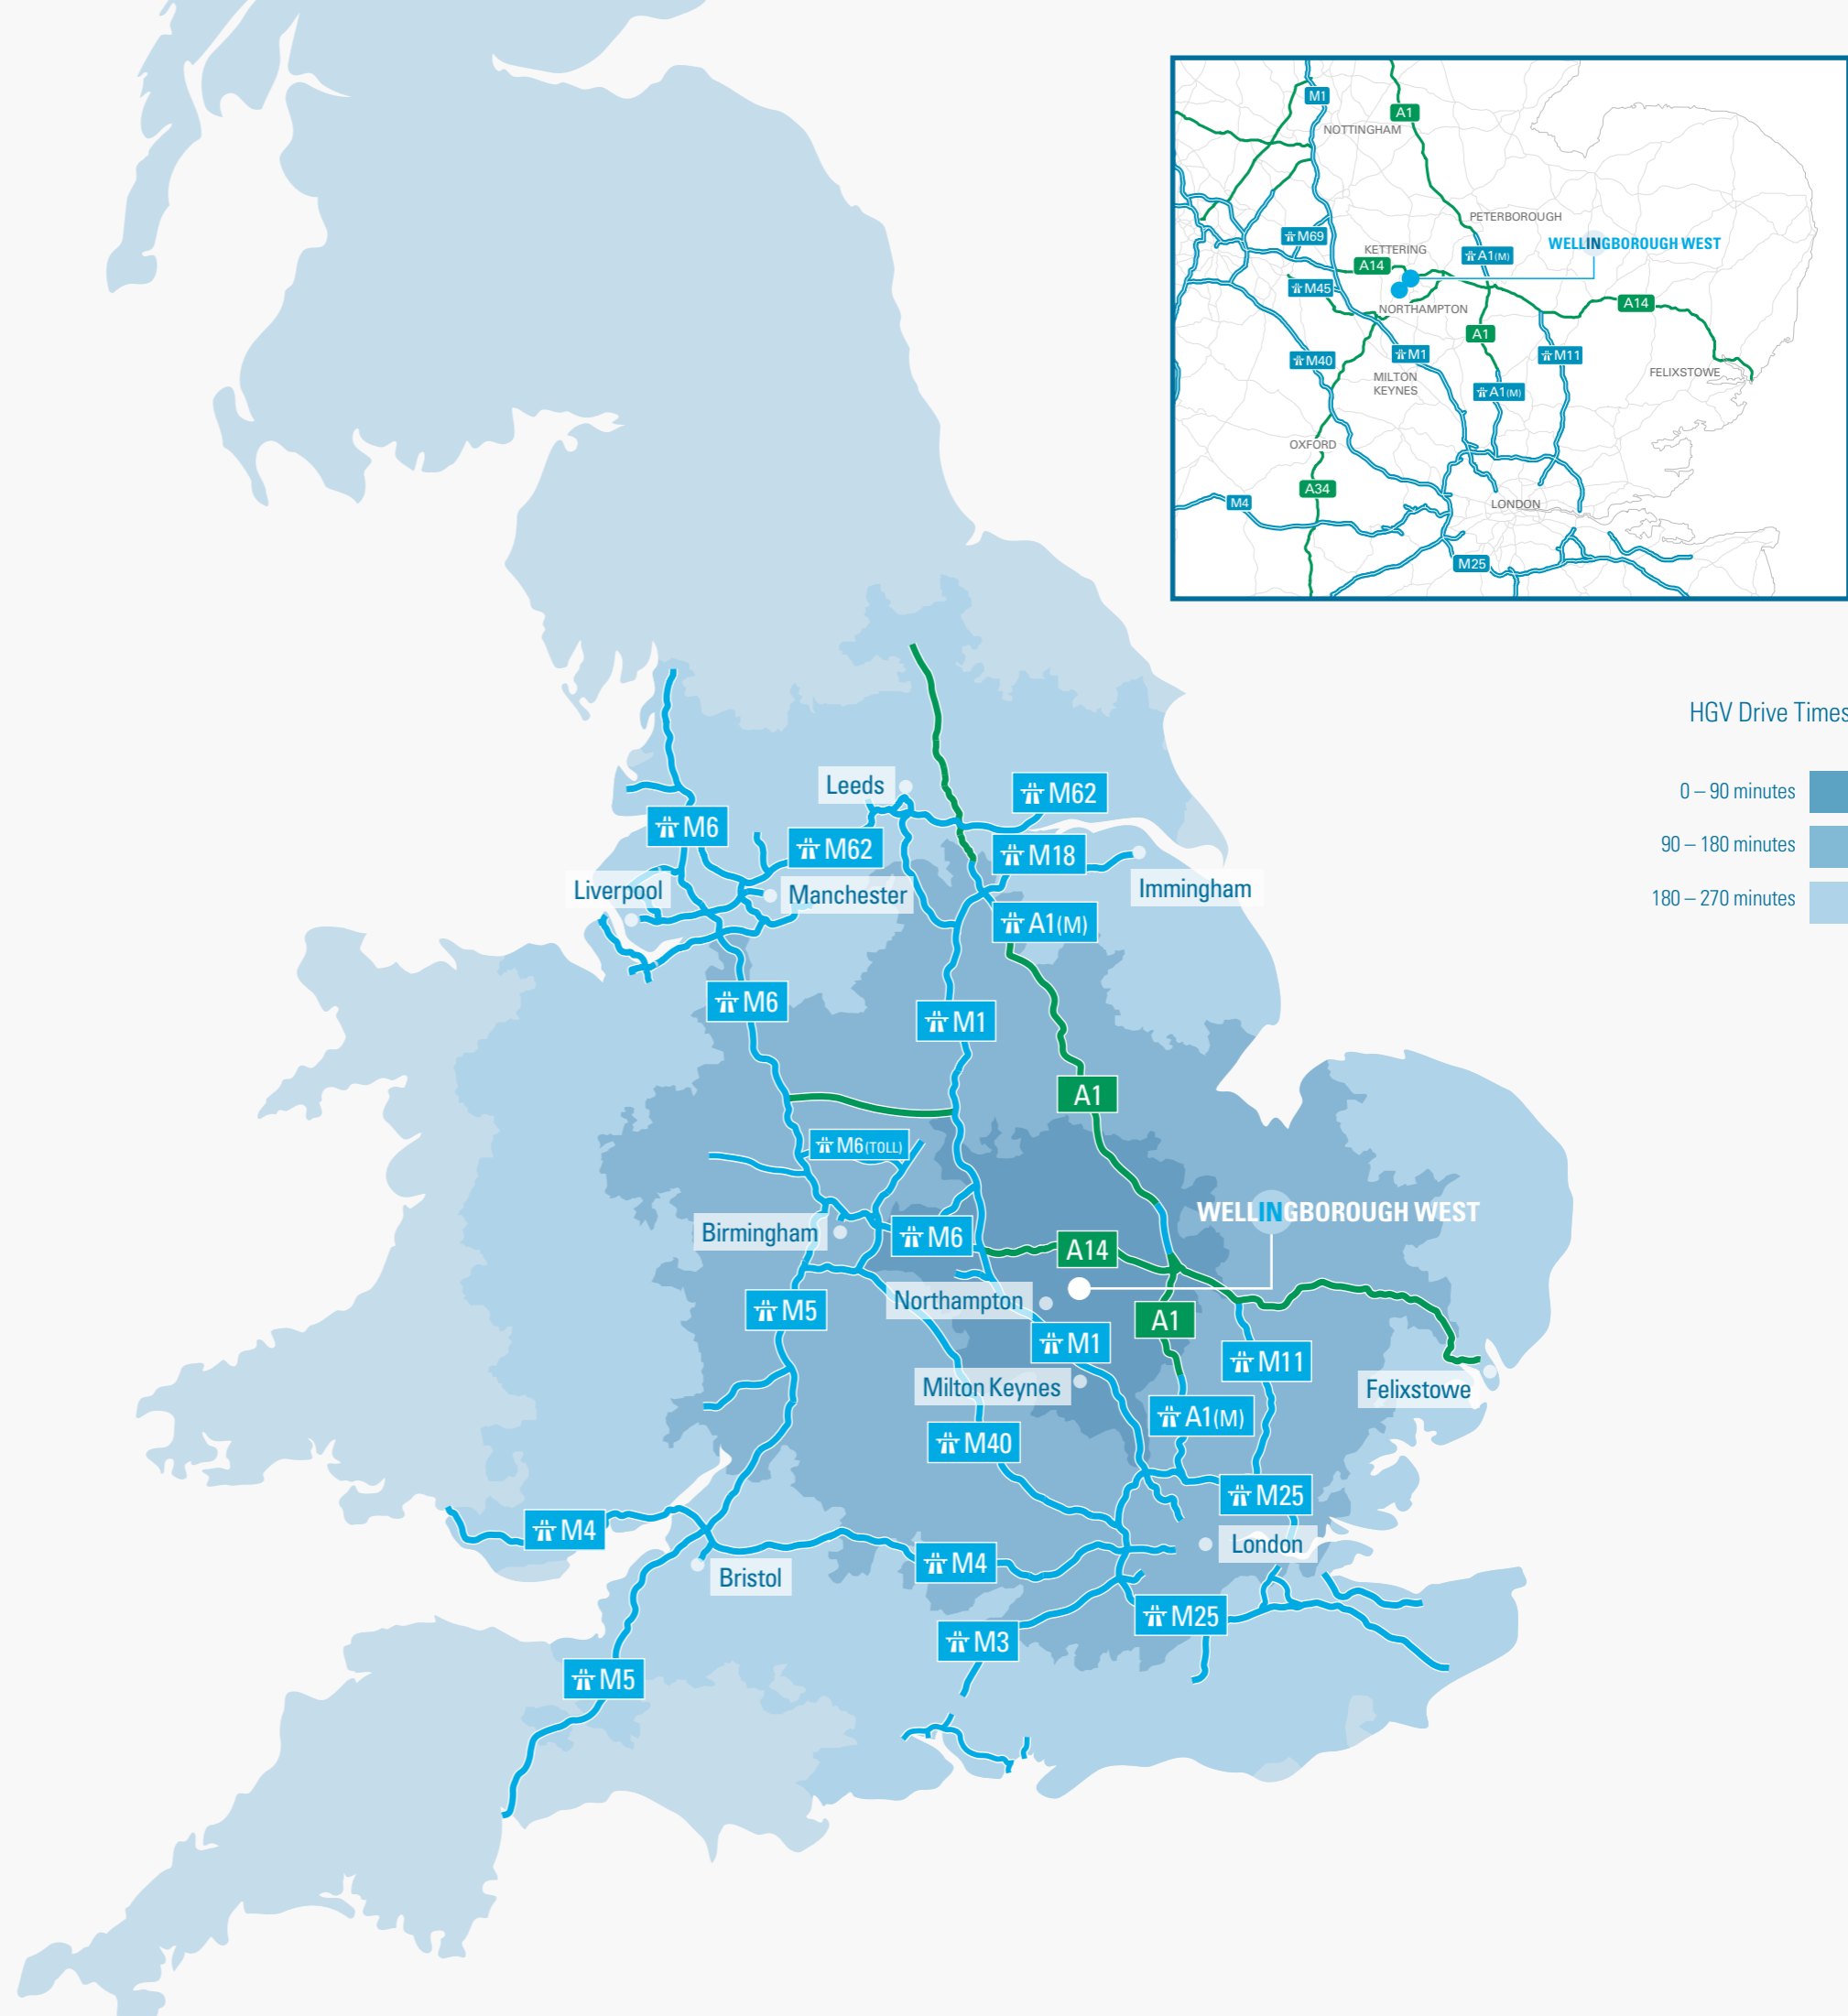 M1
A1
NOTTINGHAM
PETERBOROUGH
M69
KETTERING
WELLINGBOROUGH WEST
A1(M)
A14
M45
NORTHAMPTON
A14
A1
M40
M1
M11
MILTON
KEYNES
FELIXSTOWE
A1(M)
OXFORD
A34
M4
LONDON
M25
HGV Drive Times
0 – 90 minutes
90 – 180 minutes
180 – 270 minutes
Leeds
M62
M6
M62
M18
Liverpool
Manchester
Immingham
A1(M)
M6
M1
A1
M6(TOLL)
WELLINGBOROUGH WEST
Birmingham
M6
A14
Northampton
M5
A1
M1
M11
Milton Keynes
Felixstowe
A1(M)
M40
M25
M4
London
M4
Bristol
M25
M3
M5